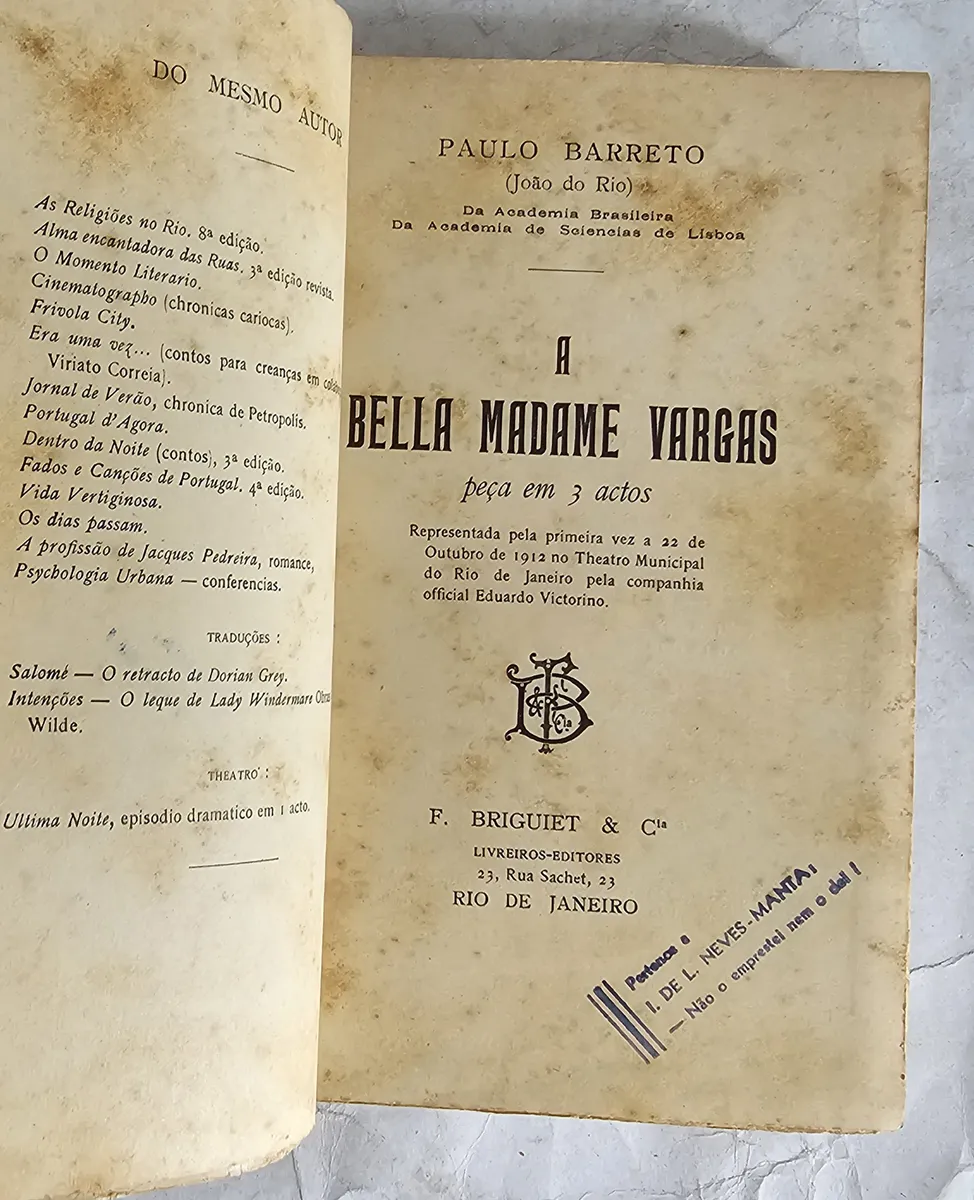 DO MESMO AUTOR
As Religiões no Rio. 8ª edição.
Alma encantadora das Ruas. 3ª edição revista.
O Momento Literario.
Cinematographo (chronicas cariocas).
Frivola City.
Era uma vez... (contos para creanças em
Viriato Correia).
Jornal de Verão, chronica de Petropolis.
Portugal d'Agora.
Dentro da Noite (contos), 3ª edição.
Fados e Canções de Portugal. 4ª edição.
Vida Vertiginosa.
Os dias passam.
A profissão de Jacques Pedreira, romance,
Psychologia Urbana — conferencias.
TRADUÇÕES :
Salomé — O retracto de Dorian Grey.
Intenções — O leque de Lady Windermare
Wilde.
THEATRO :
Ultima Noite, episodio dramatico em 1 acto.
PAULO BARRETO
(João do Rio)
Da Academia Brasileira
Da Academia de Sciencias de Lisboa
A
BELLA MADAME VARGAS
peça em 3 actos
Representada pela primeira vez a 22 de
Outubro de 1912 no Theatro Municipal
do Rio de Janeiro pela companhia
official Eduardo Victorino.
F. BRIGUIET & Cia
LIVREIROS-EDITORES
23, Rua Sachet, 23
RIO DE JANEIRO
Pertence a
I. DE L. NEVES-MANTA;
— Não o emprestei nem o dei !